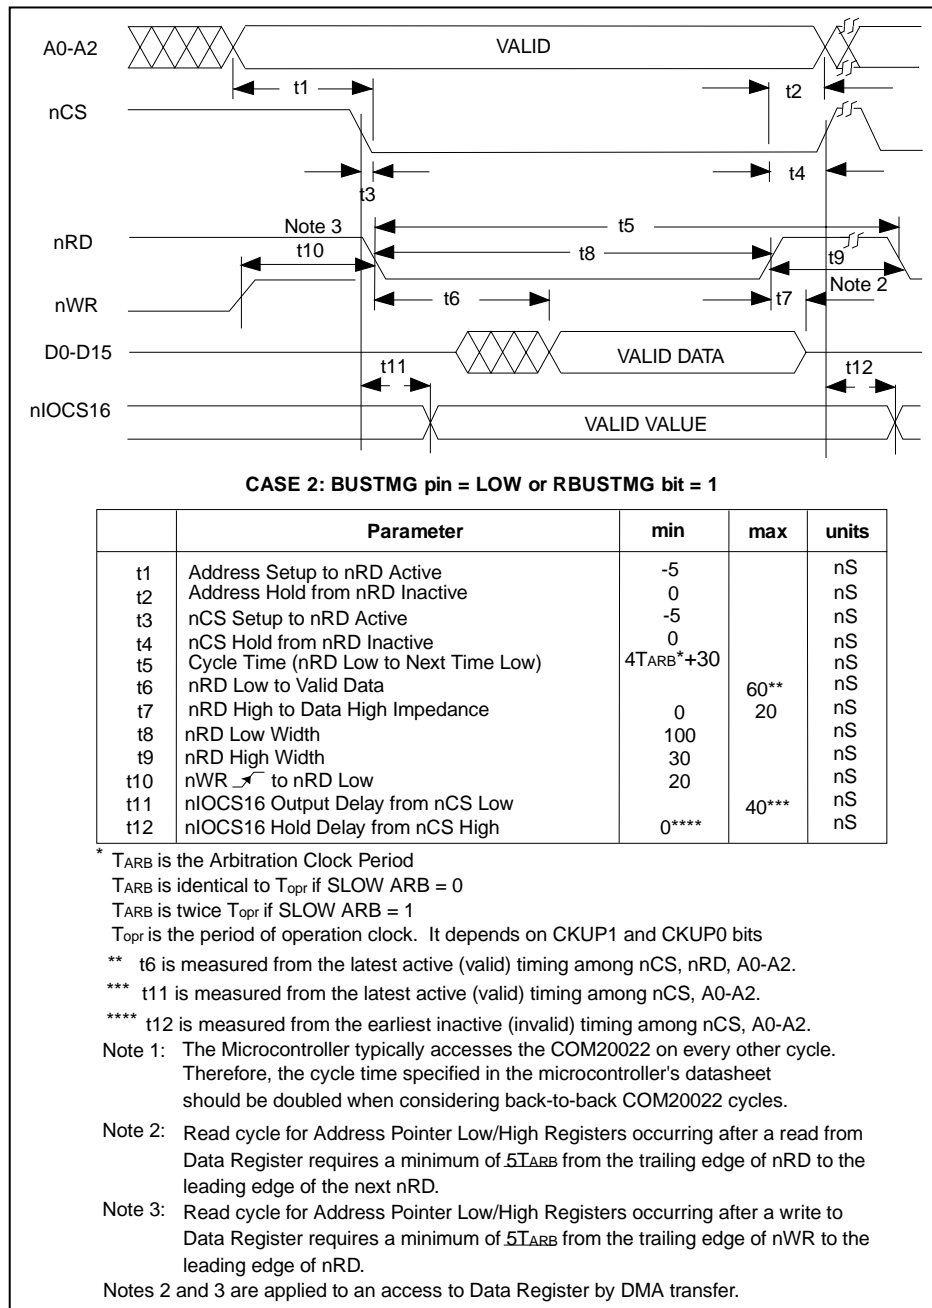 A0-A2
VALID
t1
t2
nCS
t3
t4
nRD
Note 3
t5
t10
t8
t9
nWR
t6
t7
Note 2
D0-D15
VALID DATA
t11
t12
nIOCS16
VALID VALUE
CASE 2: BUSTMG pin = LOW or RBUSTMG bit = 1
Parameter min max units
t1 Address Setup to nRD Active -5 nS
t2 Address Hold from nRD Inactive 0 nS
t3 nCS Setup to nRD Active -5 nS
t4 nCS Hold from nRD Inactive 0 nS
t5 Cycle Time (nRD Low to Next Time Low) 4TARB*+30 nS
t6 nRD Low to Valid Data 60** nS
t7 nRD High to Data High Impedance 0 20 nS
t8 nRD Low Width 100 nS
t9 nRD High Width 30 nS
t10 nWR to nRD Low 20 nS
t11 nIOCS16 Output Delay from nCS Low 40*** nS
t12 nIOCS16 Hold Delay from nCS High 0**** nS
* TARB is the Arbitration Clock Period
TARB is identical to Topr if SLOW ARB = 0
TARB is twice Topr if SLOW ARB = 1
Topr is the period of operation clock. It depends on CKUP1 and CKUP0 bits
** t6 is measured from the latest active (valid) timing among nCS, nRD, A0-A2.
*** t11 is measured from the latest active (valid) timing among nCS, A0-A2.
**** t12 is measured from the earliest inactive (invalid) timing among nCS, A0-A2.
Note 1: The Microcontroller typically accesses the COM20022 on every other cycle.
Therefore, the cycle time specified in the microcontroller's datasheet
should be doubled when considering back-to-back COM20022 cycles.
Note 2: Read cycle for Address Pointer Low/High Registers occurring after a read from
Data Register requires a minimum of 5TARB from the trailing edge of nRD to the
leading edge of the next nRD.
Note 3: Read cycle for Address Pointer Low/High Registers occurring after a write to
Data Register requires a minimum of 5TARB from the trailing edge of nWR to the
leading edge of nRD.
Notes 2 and 3 are applied to an access to Data Register by DMA transfer.